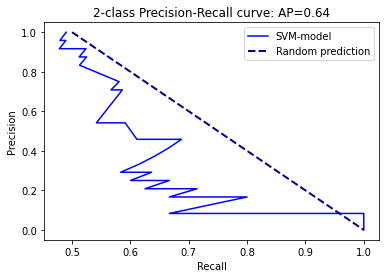 2-class Precision-Recall curve: AP=0.64
SVM-model
Random prediction
Precision
1.0
0.8
0.6
0.4
0.2
0.0
0.5 0.6 0.7 0.8 0.9 1.0
Recall